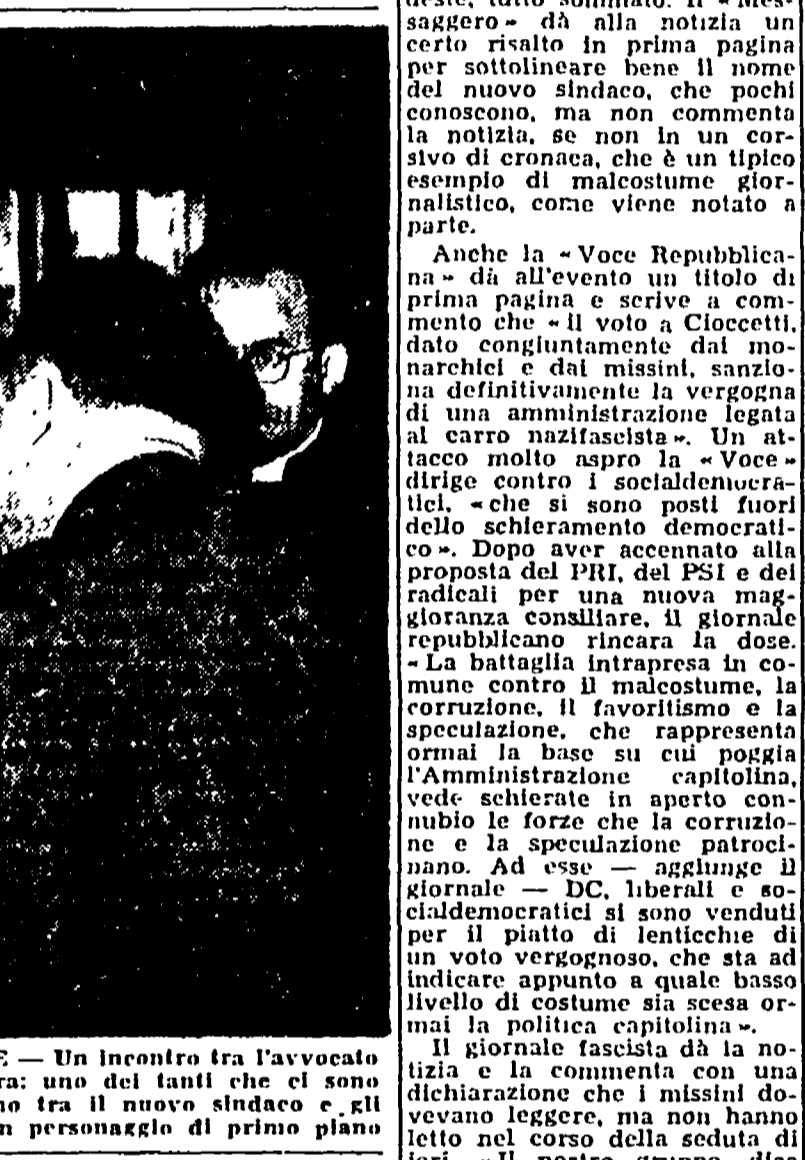 saggero » dà alla notizia un
certo risalto in prima pagina
per sottolineare bene il nome
del nuovo sindaco, che pochi
conoscono, ma non commenta
la notizia, se non in un cor-
sivo di cronaca, che è un tipico
esempio di malcostume gior-
nalistico, come viene notato a
parte.
Anche la « Voce Repubblica-
na » dà all'evento un titolo di
prima pagina e scrive a com-
mento che « il voto a Cioccetti,
dato congiuntamente dai mo-
narchici e dai missini, sanzio-
na definitivamente la vergogna
di una amministrazione legata
al carro nazifascista ». Un at-
tacco molto aspro la « Voce »
dirige contro i socialdemocra-
tici, « che si sono posti fuori
dello schieramento democrati-
co ». Dopo aver accennato alla
proposta del PRI, del PSI e dei
radicali per una nuova mag-
gioranza consiliare, il giornale
repubblicano rincara la dose.
« La battaglia intrapresa in co-
mune contro il malcostume, la
corruzione, il favoritismo e la
speculazione, che rappresenta
ormai la base su cui poggia
l'Amministrazione capitolina,
vede schierate in aperto con-
nubio le forze che la corruzio-
ne e la speculazione patroci-
nano. Ad esse — aggiunge il
giornale — DC, liberali e so-
cialdemocratici si sono venduti
per il piatto di lenticchie di
un voto vergognoso, che sta ad
indicare appunto a quale basso
livello di costume sia scesa or-
mai la politica capitolina ».
Il giornale fascista dà la no-
tizia e la commenta con una
dichiarazione che i missini do-
vevano leggere, ma non hanno
letto nel corso della seduta di
— Un incontro tra l'avvocato
uno dei tanti che ci sono
tra il nuovo sindaco e gli
personaggio di primo piano